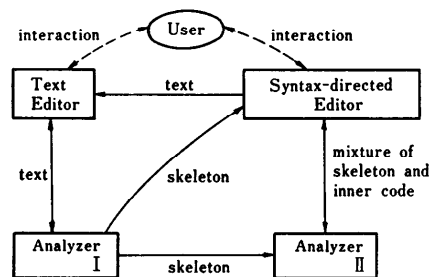 User
interaction
interaction
Text
Editor
text
Syntax-directed
Editor
text
skeleton
mixture of
skeleton and
inner code
Analyzer
I
skeleton
Analyzer
II